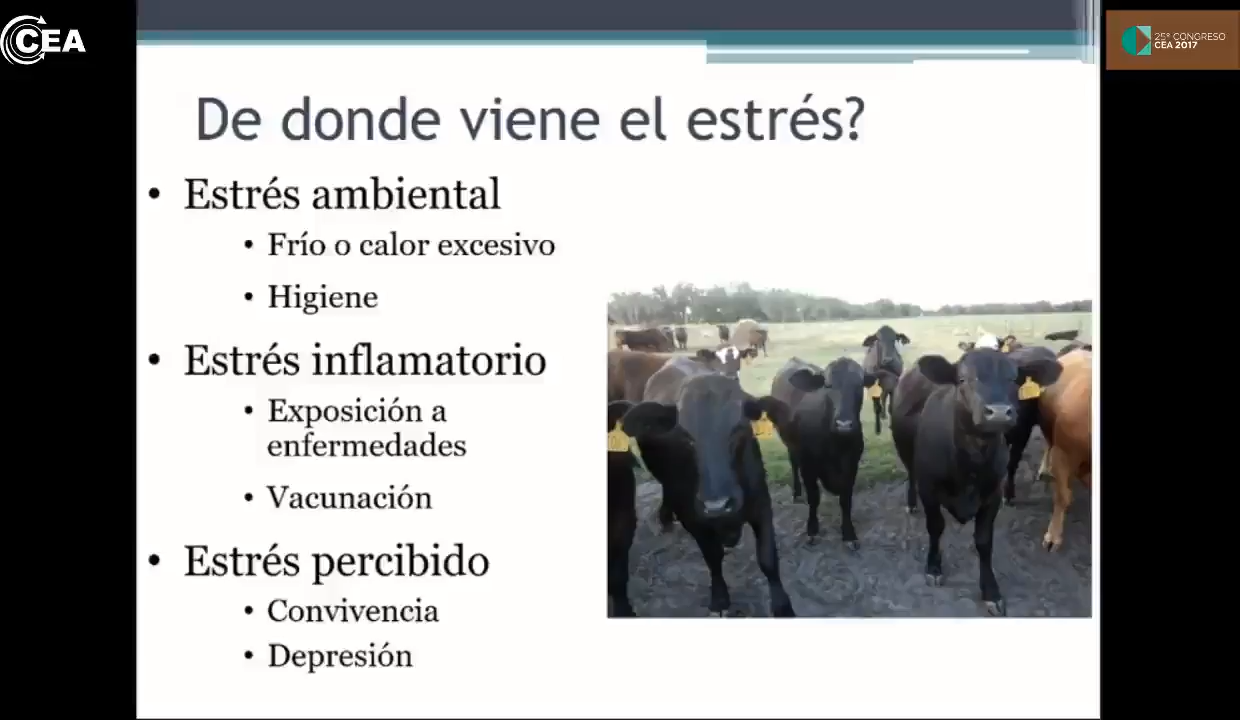 CEA
25º CONGRESO
CEA 2017
De donde viene el estrés?
• Estrés ambiental
• Frío o calor excesivo
• Higiene
• Estrés inflamatorio
• Exposición a
enfermedades
• Vacunación
• Estrés percibido
• Convivencia
• Depresión